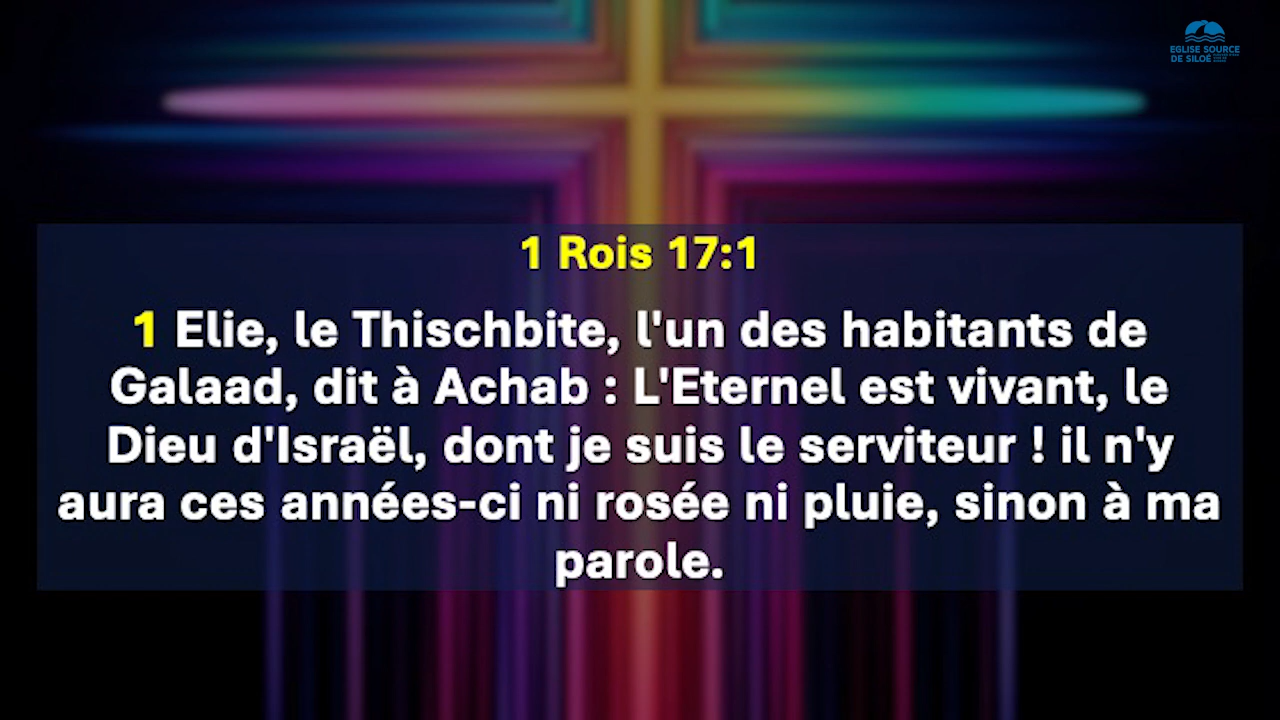 EGLISE SOURCE
DE SILOÉ
1 Rois 17:1
1 Elie, le Thischbite, l'un des habitants de
Galaad, dit à Achab : L'Eternel est vivant, le
Dieu d'Israël, dont je suis le serviteur ! il n'y
aura ces années-ci ni rosée ni pluie, sinon à ma
parole.